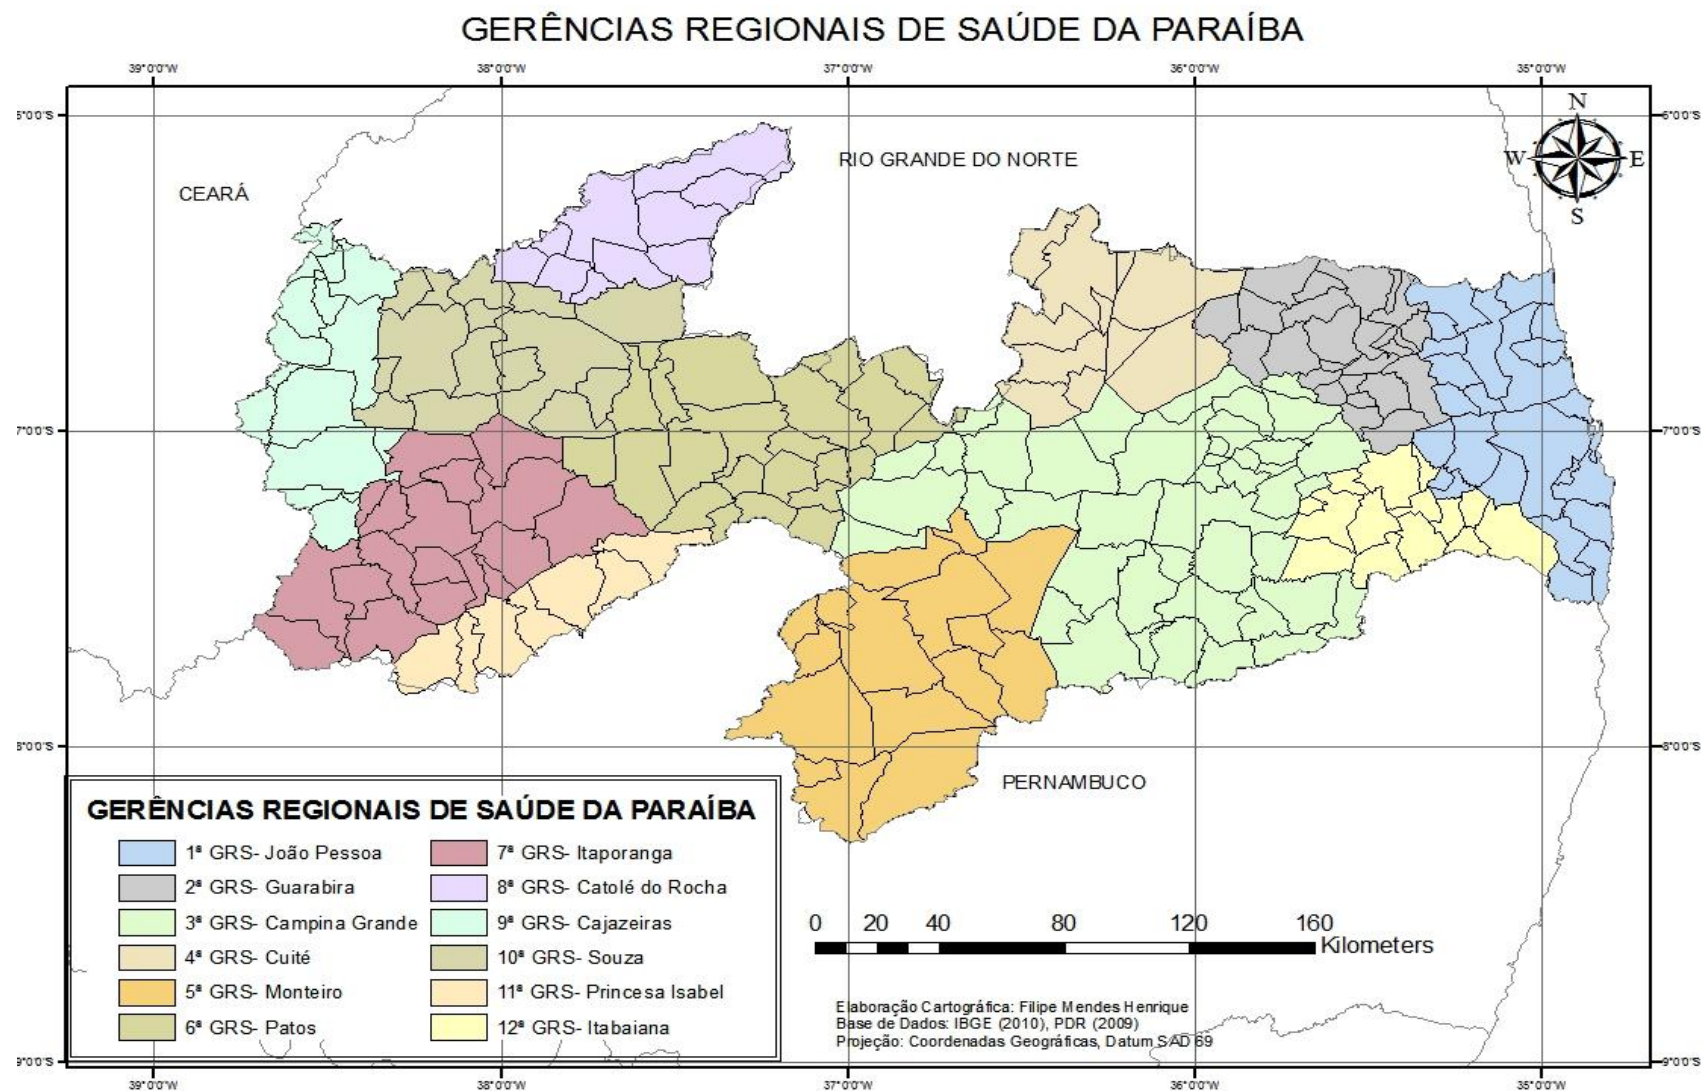 GERÊNCIAS REGIONAIS DE SAÚDE DA PARAÍBA
39°0'0"W 38°0'0"W 37°0'0"W 36°0'0"W 35°0'0"W
6°0'0"S
N
RIO GRANDE DO NORTE
W E
CEARÁ
S
7°0'0"S 7°0'0"S
8°0'0"S 8°0'0"S
PERNAMBUCO
GERÊNCIAS REGIONAIS DE SAÚDE DA PARAÍBA
1ª GRS- João Pessoa
2ª GRS- Guarabira
3ª GRS- Campina Grande
4ª GRS- Cuité
5ª GRS- Monteiro
6ª GRS- Patos
7ª GRS- Itaporanga
8ª GRS- Catolé do Rocha
9ª GRS- Cajazeiras
10ª GRS- Souza
11ª GRS- Princesa Isabel
12ª GRS- Itabaiana
0 20 40 80 120 160
Kilometers
Elaboração Cartográfica: Filipe Mendes Henrique
Base de Dados: IBGE (2010), PDR (2009)
Projeção: Coordenadas Geográficas, Datum SAD 69
9°0'0"S 9°0'0"S
39°0'0"W 38°0'0"W 37°0'0"W 36°0'0"W 35°0'0"W